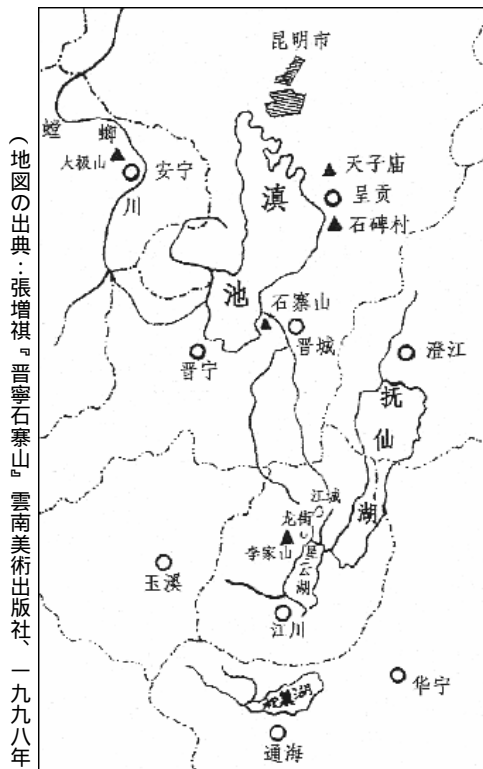 昆明市
螳
螂
川
大极山
安宁
滇
池
天子庙
呈贡
石碑村
石寨山
晋城
晋宁
澄江
抚
仙
湖
江城
龙街
李家山
星
云
湖
玉溪
江川
华宁
通海
（地図の出典：張増祺『晋寧石寨山』雲南美術出版社、一九九八年